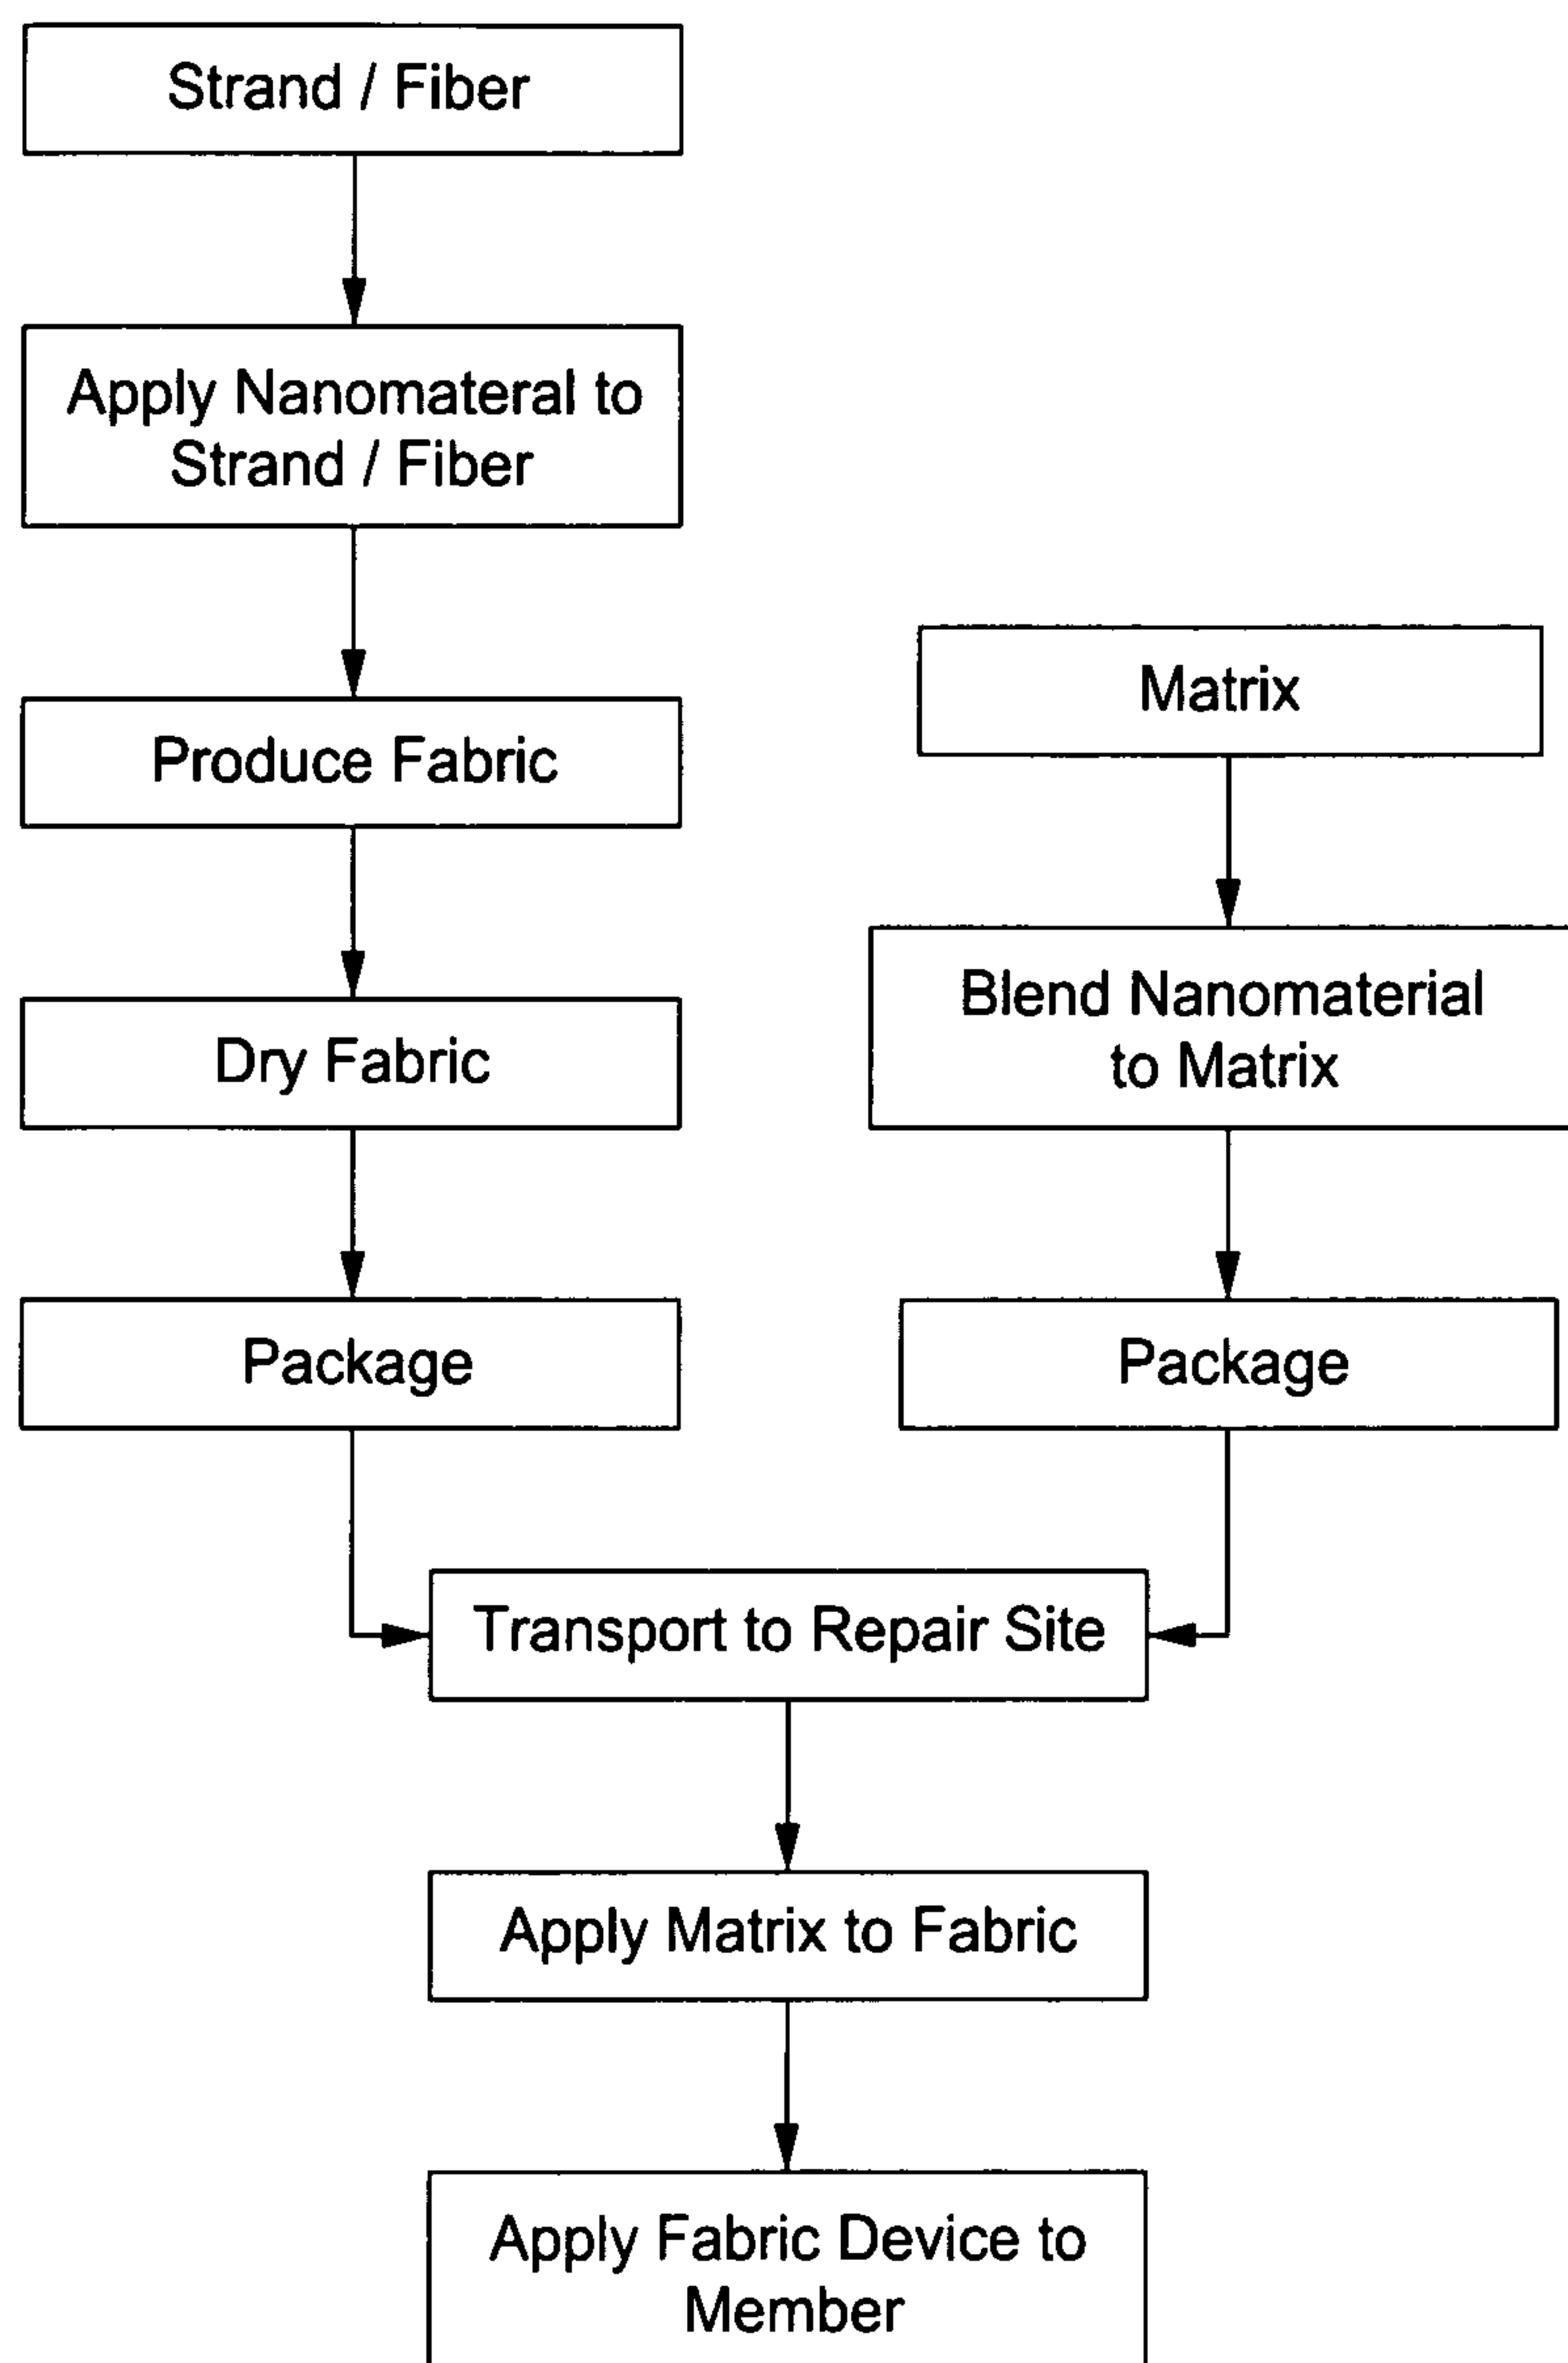 Strand / Fiber
Apply Nanomateral to
Strand / Fiber
Produce Fabric
Dry Fabric
Package
Matrix
Blend Nanomaterial
to Matrix
Package
Transport to Repair Site
Apply Matrix to Fabric
Apply Fabric Device to
Member